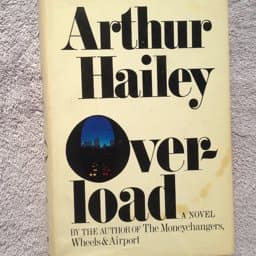 Arthur
Hailey
Over-
load
A NOVEL
BY THE AUTHOR OF The Moneychangers,
Wheels & Airport